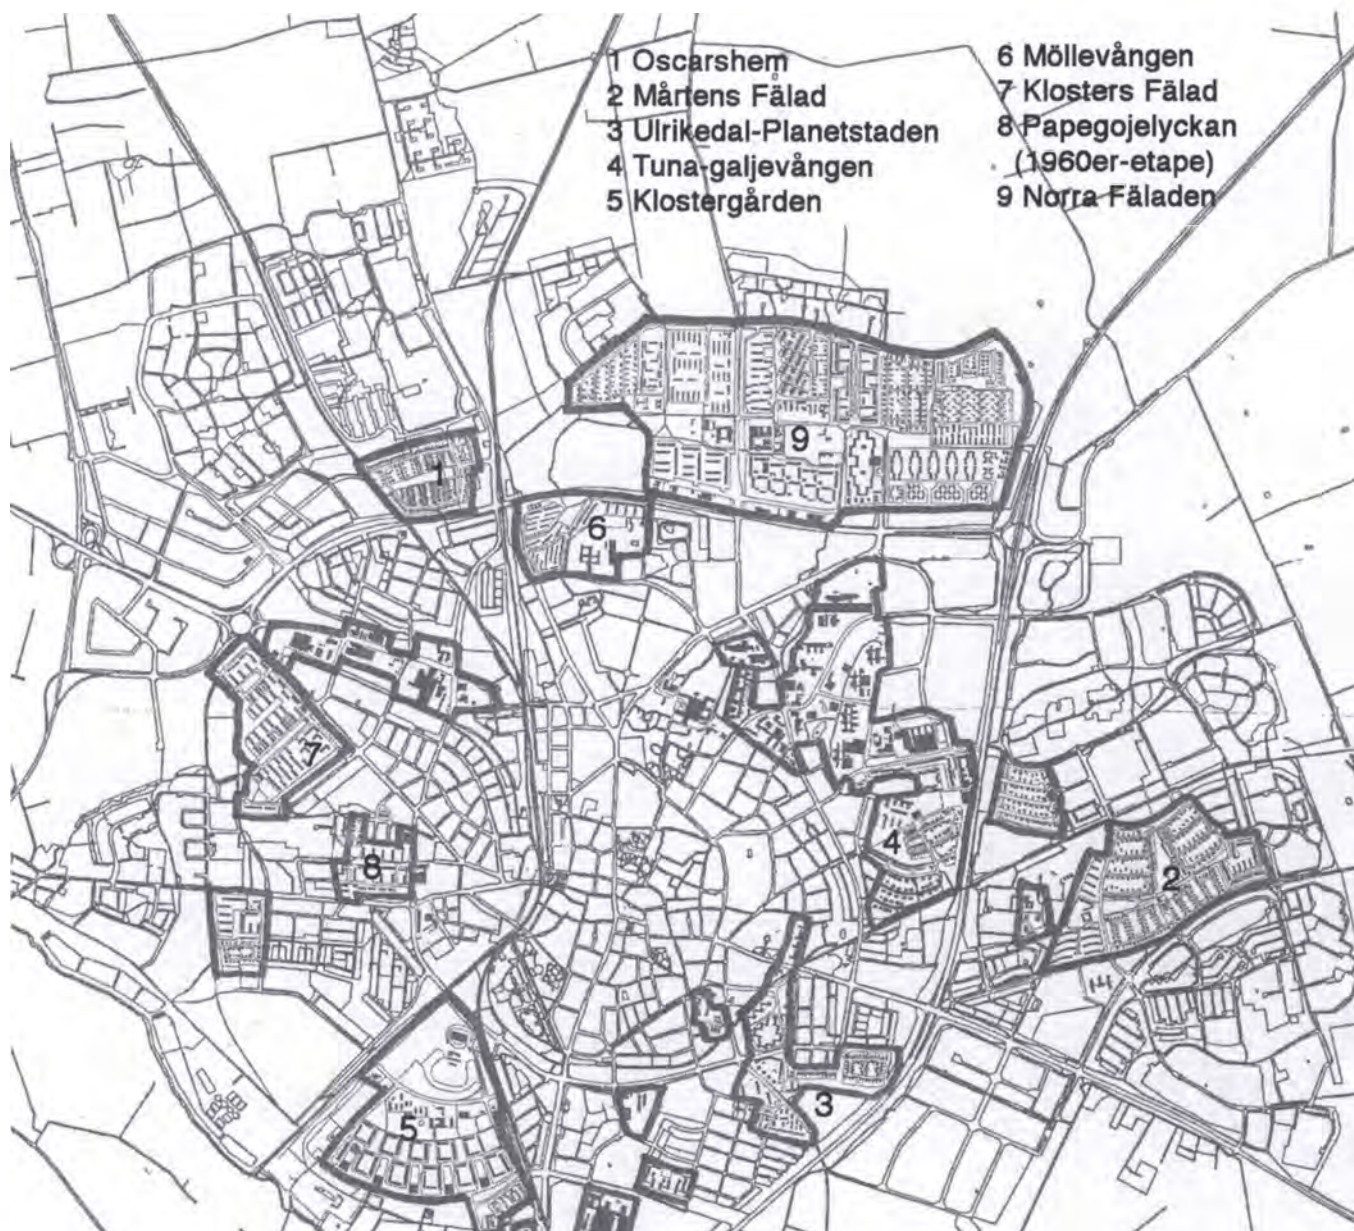 1 Oscarshem
2 Mårtens Fälad
3 Ulrikedal-Planetstaden
4 Tuna-galjevången
5 Klostergården
6 Möllevången
7 Klosters Fälad
8 Papegojelyckan
(1960er-etape)
9 Norra Fäladen
9
1
6
7
4
8
2
3
5